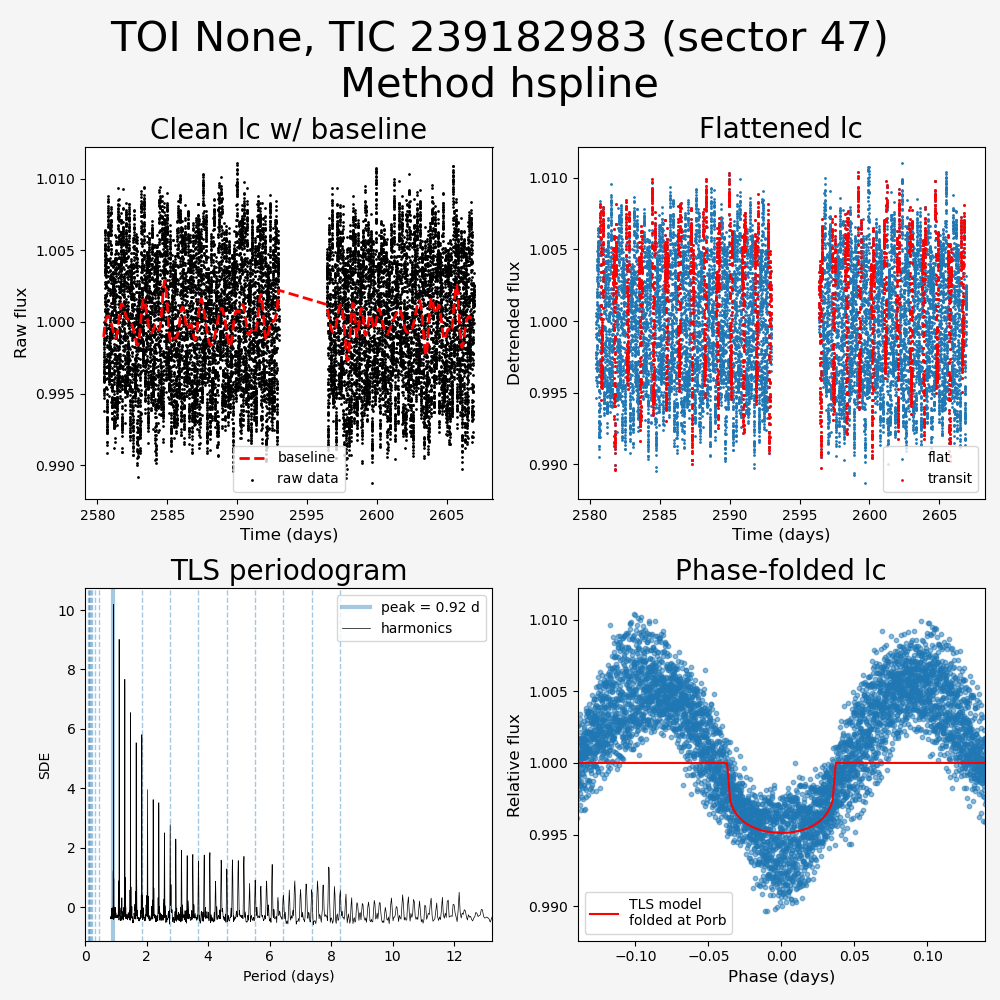 TOI None, TIC 239182983 (sector 47)
Method hspline
Clean lc w/ baseline
Raw flux
1.010
1.005
1.000
0.995
0.990
baseline
raw data
2580 2585 2590 2595 2600 2605
Time (days)
Flattened lc
Detrended flux
1.010
1.005
1.000
0.995
0.990
flat
transit
2580 2585 2590 2595 2600 2605
Time (days)
TLS periodogram
SDE
10
8
6
4
2
0
peak = 0.92 d
harmonics
0 2 4 6 8 10 12
Period (days)
Phase-folded lc
Relative flux
1.010
1.005
1.000
0.995
0.990
TLS model
folded at Porb
−0.10 −0.05 0.00 0.05 0.10
Phase (days)